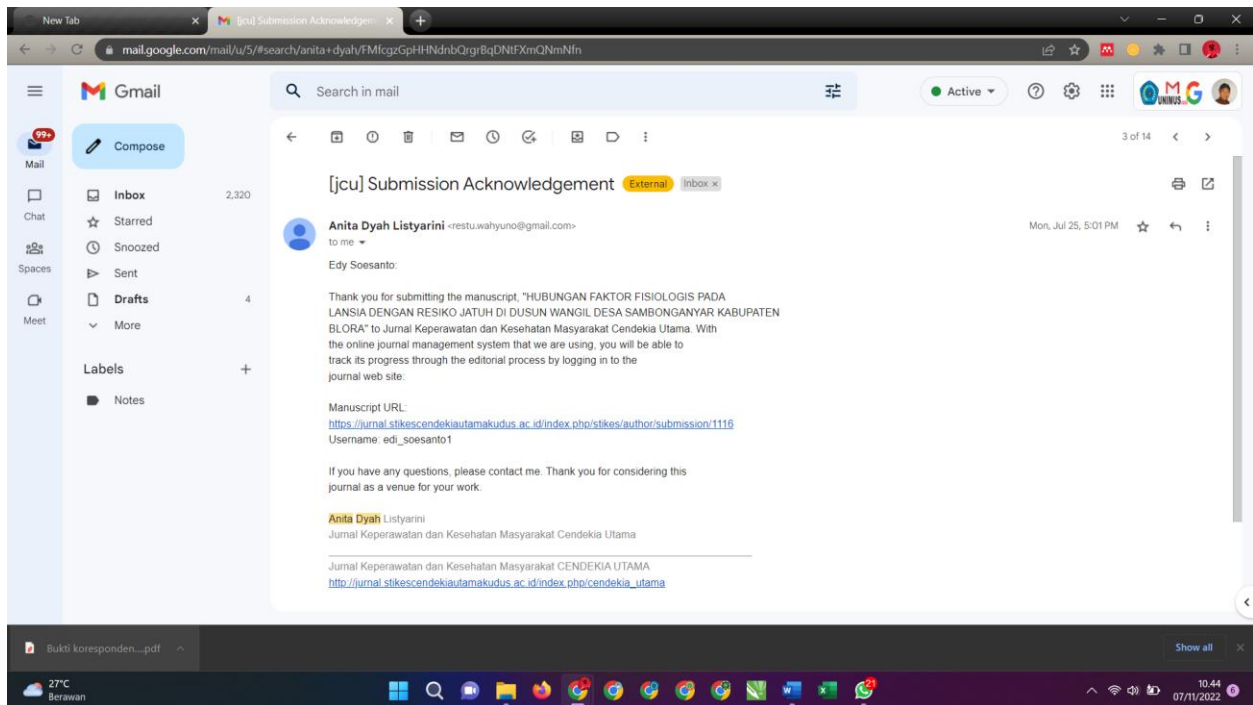 New Tab
[jcu] Submission Acknowledgem
mail.google.com/mail/u/5/#search/anita+dyah/FMfcgzGpHHNdnbQrgrBqDNtFXmQNmNfn
Gmail
Search in mail
Active
UNIMUS
M
G
99+
Mail
Chat
Spaces
Meet
Compose
Inbox 2,320
Starred
Snoozed
Sent
Drafts 4
More
Labels
Notes
3 of 14
[jcu] Submission Acknowledgement External Inbox ×
Anita Dyah Listyarini <restu.wahyuno@gmail.com> Mon, Jul 25, 5:01 PM
to me
Edy Soesanto:
Thank you for submitting the manuscript, "HUBUNGAN FAKTOR FISIOLOGIS PADA
LANSIA DENGAN RESIKO JATUH DI DUSUN WANGIL DESA SAMBONGANYAR KABUPATEN
BLORA" to Jurnal Keperawatan dan Kesehatan Masyarakat Cendekia Utama. With
the online journal management system that we are using, you will be able to
track its progress through the editorial process by logging in to the
journal web site:
Manuscript URL:
https://jurnal.stikescendekiautamakudus.ac.id/index.php/stikes/author/submission/1116
Username: edi_soesanto1
If you have any questions, please contact me. Thank you for considering this
journal as a venue for your work.
Anita Dyah Listyarini
Jurnal Keperawatan dan Kesehatan Masyarakat Cendekia Utama
Jurnal Keperawatan dan Kesehatan Masyarakat CENDEKIA UTAMA
http://jurnal.stikescendekiautamakudus.ac.id/index.php/cendekia_utama
Bukti koresponden....pdf
Show all
27°C
Berawan
21
10.44
07/11/2022
6